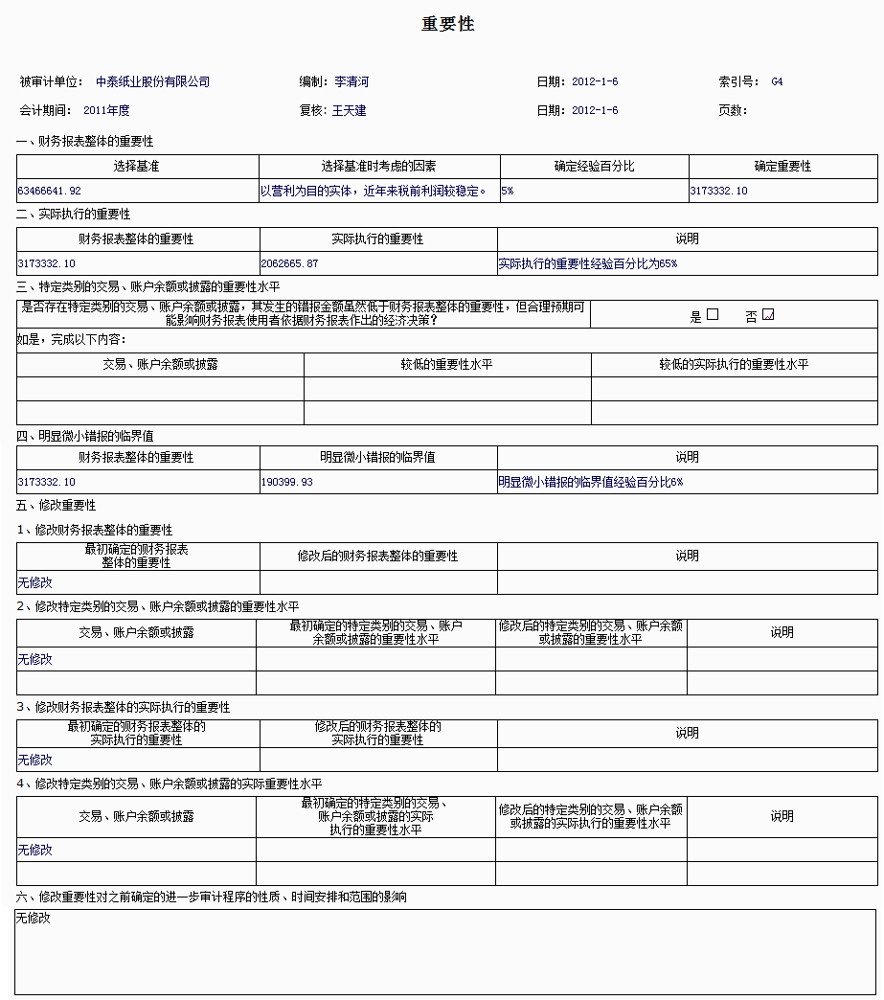 重要性
被审计单位： 中泰纸业股份有限公司 编制：李清河 日期：2012-1-6 索引号： G4
会计期间： 2011年度 复核：王天建 日期：2012-1-6 页数：
一、财务报表整体的重要性
选择基准 选择基准时考虑的因素 确定经验百分比 确定重要性
63466641.92 以营利为目的实体，近年来税前利润较稳定。 5% 3173332.10
二、实际执行的重要性
财务报表整体的重要性 实际执行的重要性 说明
3173332.10 2062665.87 实际执行的重要性经验百分比为65%
三、特定类别的交易、账户余额或披露的重要性水平
是否存在特定类别的交易、账户余额或披露，其发生的错报金额虽然低于财务报表整体的重要性，但合理预期可
能影响财务报表使用者依据财务报表作出的经济决策？ 是 否
如是，完成以下内容：
交易、账户余额或披露 较低的重要性水平 较低的实际执行的重要性水平
四、明显微小错报的临界值
财务报表整体的重要性 明显微小错报的临界值 说明
3173332.10 190399.93 明显微小错报的临界值经验百分比6%
五、修改重要性
1、修改财务报表整体的重要性
最初确定的财务报表
整体的重要性 修改后的财务报表整体的重要性 说明
无修改
2、修改特定类别的交易、账户余额或披露的重要性水平
交易、账户余额或披露 最初确定的特定类别的交易、账户
余额或披露的重要性水平 修改后的特定类别的交易、账户余额
或披露的重要性水平 说明
无修改
3、修改财务报表整体的实际执行的重要性
最初确定的财务报表整体的
实际执行的重要性 修改后的财务报表整体的
实际执行的重要性 说明
无修改
4、修改特定类别的交易、账户余额或披露的实际重要性水平
交易、账户余额或披露 最初确定的特定类别的交易、
账户余额或披露的实际
执行的重要性水平 修改后的特定类别的交易、账户余额
或披露的实际执行的重要性水平 说明
无修改
六、修改重要性对之前确定的进一步审计程序的性质、时间安排和范围的影响
无修改